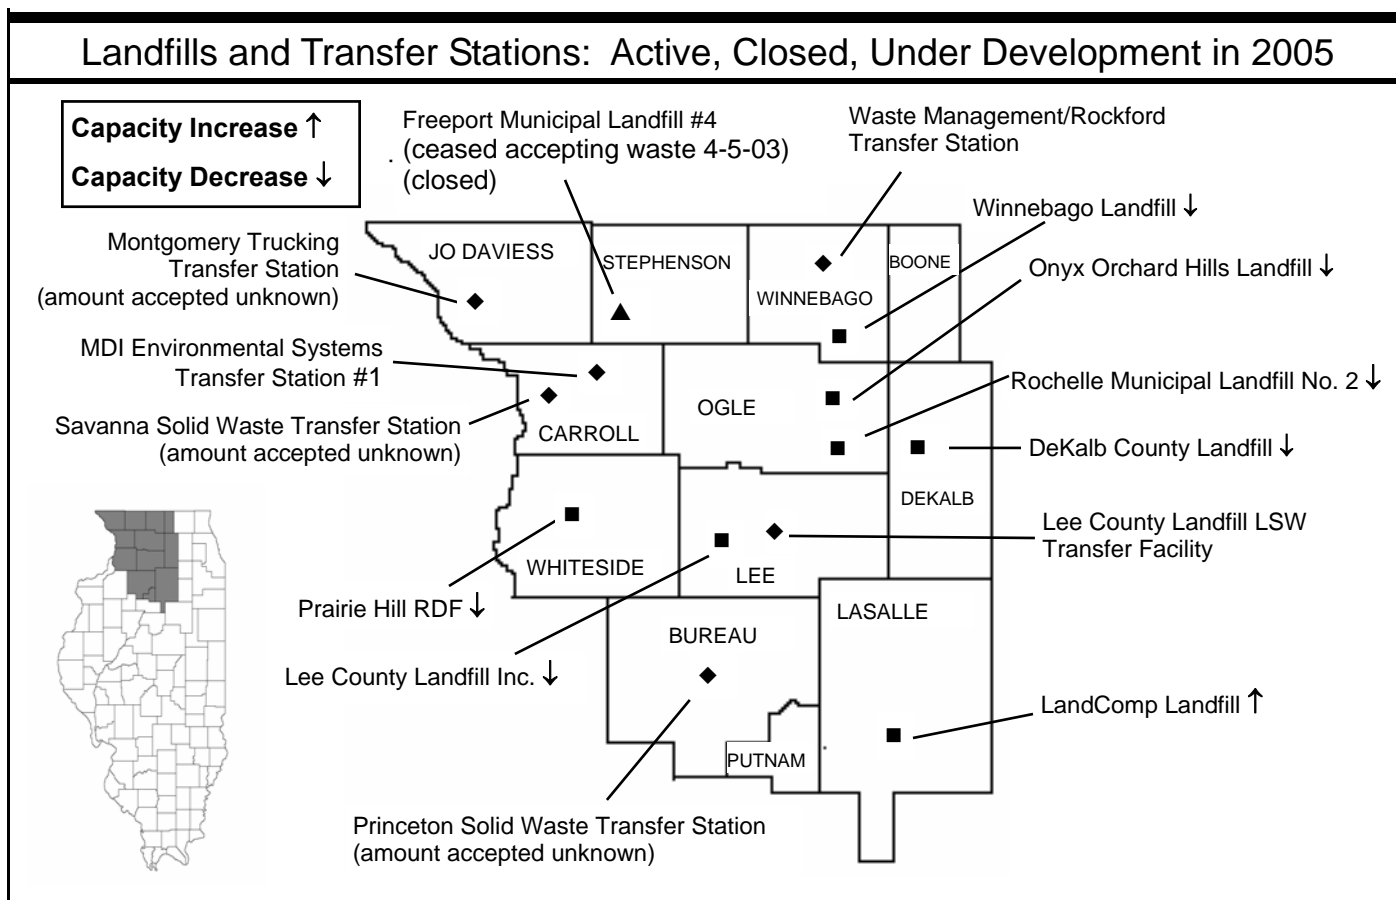 Landfills and Transfer Stations:  Active, Closed, Under Development in 2005
Capacity Increase ↑
Capacity Decrease ↓
Freeport Municipal Landfill #4
(ceased accepting waste 4-5-03)
(closed)
Waste Management/Rockford
Transfer Station
Winnebago Landfill ↓
Montgomery Trucking
Transfer Station
(amount accepted unknown)
Onyx Orchard Hills Landfill ↓
JO DAVIESS
STEPHENSON
WINNEBAGO
BOONE
MDI Environmental Systems
Transfer Station #1
Rochelle Municipal Landfill No. 2 ↓
Savanna Solid Waste Transfer Station
(amount accepted unknown)
CARROLL
OGLE
DeKalb County Landfill ↓
DEKALB
Lee County Landfill LSW
Transfer Facility
WHITESIDE
LEE
Prairie Hill RDF ↓
LASALLE
BUREAU
Lee County Landfill Inc. ↓
LandComp Landfill ↑
PUTNAM
Princeton Solid Waste Transfer Station
(amount accepted unknown)